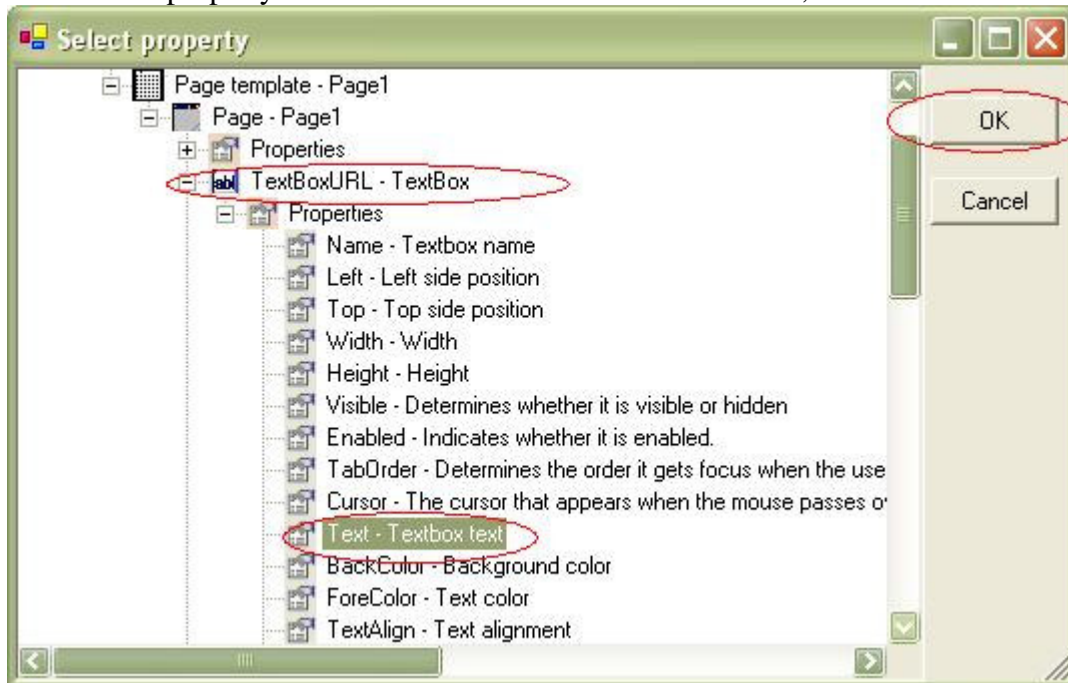 property
Select property
Page template - Page1
Page - Page1
OK
Properties
abl TextBoxURL - TextBox
Cancel
Properties
Name - Textbox name
Left - Left side position
Top - Top side position
Width - Width
Height - Height
Visible - Determines whether it is visible or hidden
Enabled - Indicates whether it is enabled.
TabOrder - Determines the order it gets focus when the use
Cursor - The cursor that appears when the mouse passes o
Text - Textbox text
BackColor - Background color
ForeColor - Text color
TextAlign - Text alignment